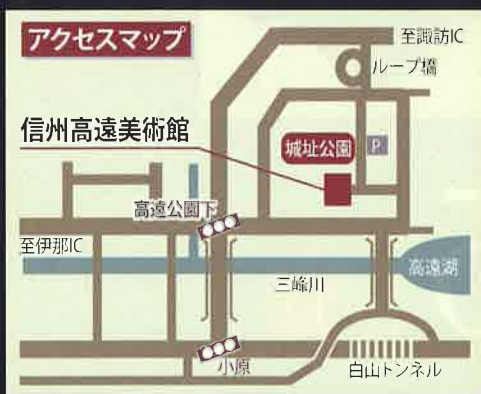 アクセスマップ
至諏訪IC
ループ橋
信州高遠美術館
城址公園
P
高遠公園下
至伊那IC
高遠湖
三峰川
小原
白山トンネル